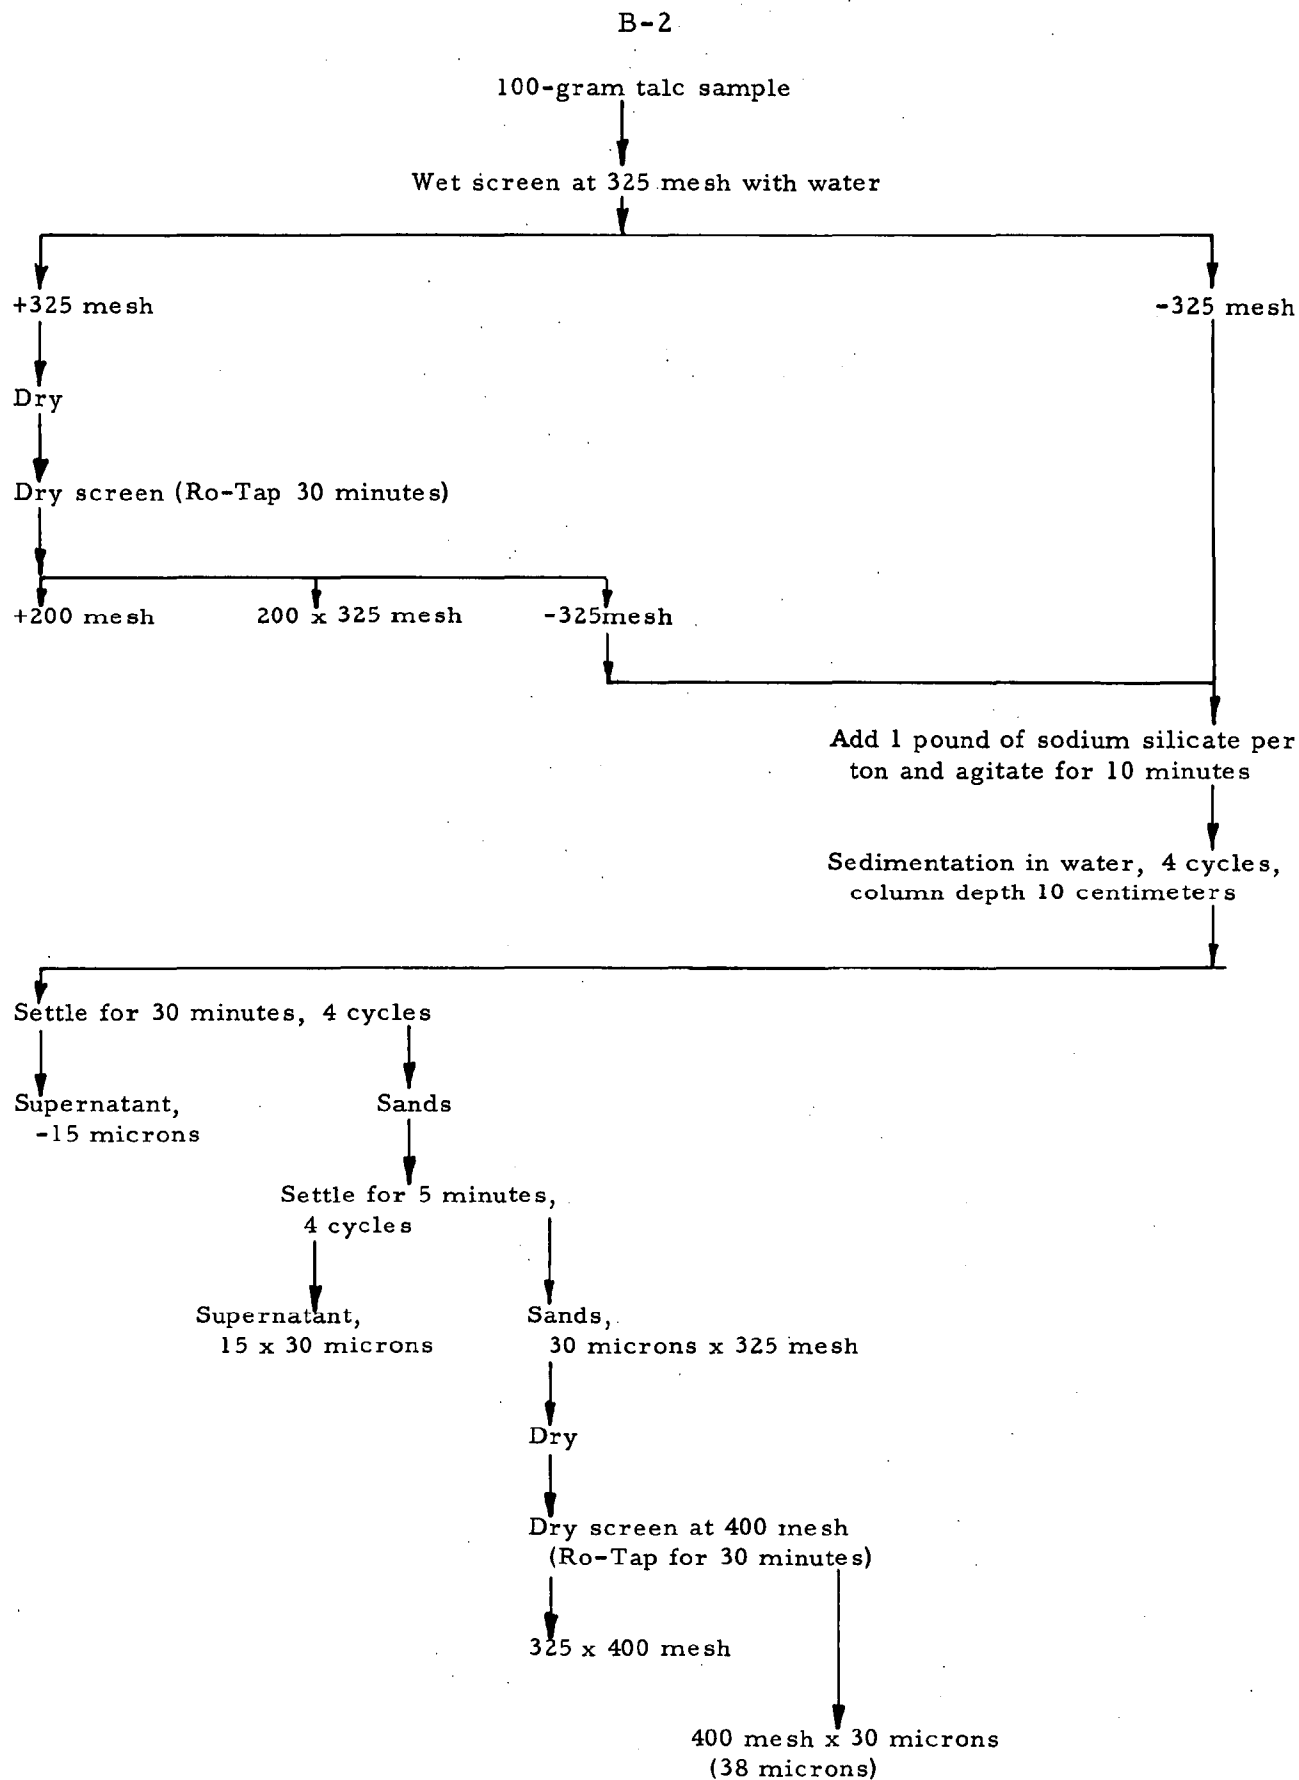 B-2
100-gram talc sample
Wet screen at 325 mesh with water
+325 mesh
-325 mesh
Dry
Dry screen (Ro-Tap 30 minutes)
+200 mesh
200 x 325 mesh
-325mesh
Add 1 pound of sodium silicate per
ton and agitate for 10 minutes
Sedimentation in water, 4 cycles,
column depth 10 centimeters
Settle for 30 minutes, 4 cycles
Supernatant,
-15 microns
Sands
Settle for 5 minutes,
4 cycles
Supernatant,
15 x 30 microns
Sands,
30 microns x 325 mesh
Dry
Dry screen at 400 mesh
(Ro-Tap for 30 minutes)
325 x 400 mesh
400 mesh x 30 microns
(38 microns)